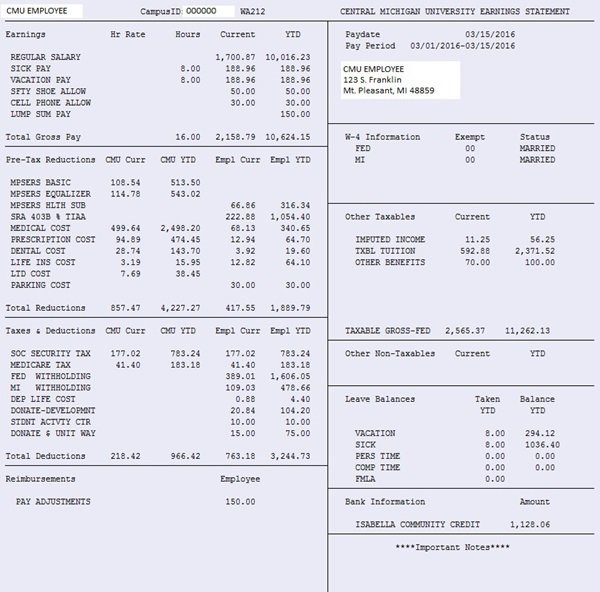 CMU EMPLOYEE CampusID: 000000 WA212
Earnings Hr Rate Hours Current YTD
REGULAR SALARY 1,700.87 10,016.23
SICK PAY 8.00 188.96 188.96
VACATION PAY 8.00 188.96 188.96
SFTY SHOE ALLOW 50.00 50.00
CELL PHONE ALLOW 30.00 30.00
LUMP SUM PAY 150.00
Total Gross Pay 16.00 2,158.79 10,624.15
Pre-Tax Reductions CMU Curr CMU YTD Empl Curr Empl YTD
MPSERS BASIC 108.54 513.50
MPSERS EQUALIZER 114.78 543.02
MPSERS HLTH SUB 66.86 316.34
SRA 403B % TIAA 222.88 1,054.40
MEDICAL COST 499.64 2,498.20 68.13 340.65
PRESCRIPTION COST 94.89 474.45 12.94 64.70
DENTAL COST 28.74 143.70 3.92 19.60
LIFE INS COST 3.19 15.95 12.82 64.10
LTD COST 7.69 38.45
PARKING COST 30.00 30.00
Total Reductions 857.47 4,227.27 417.55 1,889.79
Taxes & Deductions CMU Curr CMU YTD Empl Curr Empl YTD
SOC SECURITY TAX 177.02 783.24 177.02 783.24
MEDICARE TAX 41.40 183.18 41.40 183.18
FED WITHHOLDING 389.01 1,606.05
MI WITHHOLDING 109.03 478.66
DEP LIFE COST 0.88 4.40
DONATE-DEVELOPMNT 20.84 104.20
STDNT ACTVTY CTR 10.00 10.00
DONATE & UNIT WAY 15.00 75.00
Total Deductions 218.42 966.42 763.18 3,244.73
Reimbursements Employee
PAY ADJUSTMENTS 150.00
CENTRAL MICHIGAN UNIVERSITY EARNINGS STATEMENT
Paydate 03/15/2016
Pay Period 03/01/2016-03/15/2016
CMU EMPLOYEE
123 S. Franklin
Mt. Pleasant, MI 48859
W-4 Information Exempt Status
FED 00 MARRIED
MI 00 MARRIED
Other Taxables Current YTD
IMPUTED INCOME 11.25 56.25
TXBL TUITION 592.88 2,371.52
OTHER BENEFITS 70.00 100.00
TAXABLE GROSS-FED 2,565.37 11,262.13
Other Non-Taxables Current YTD
Leave Balances Taken Balance
YTD YTD
VACATION 8.00 294.12
SICK 8.00 1036.40
PERS TIME 0.00 0.00
COMP TIME 0.00 0.00
FMLA 0.00
Bank Information Amount
ISABELLA COMMUNITY CREDIT 1,128.06
****Important Notes****